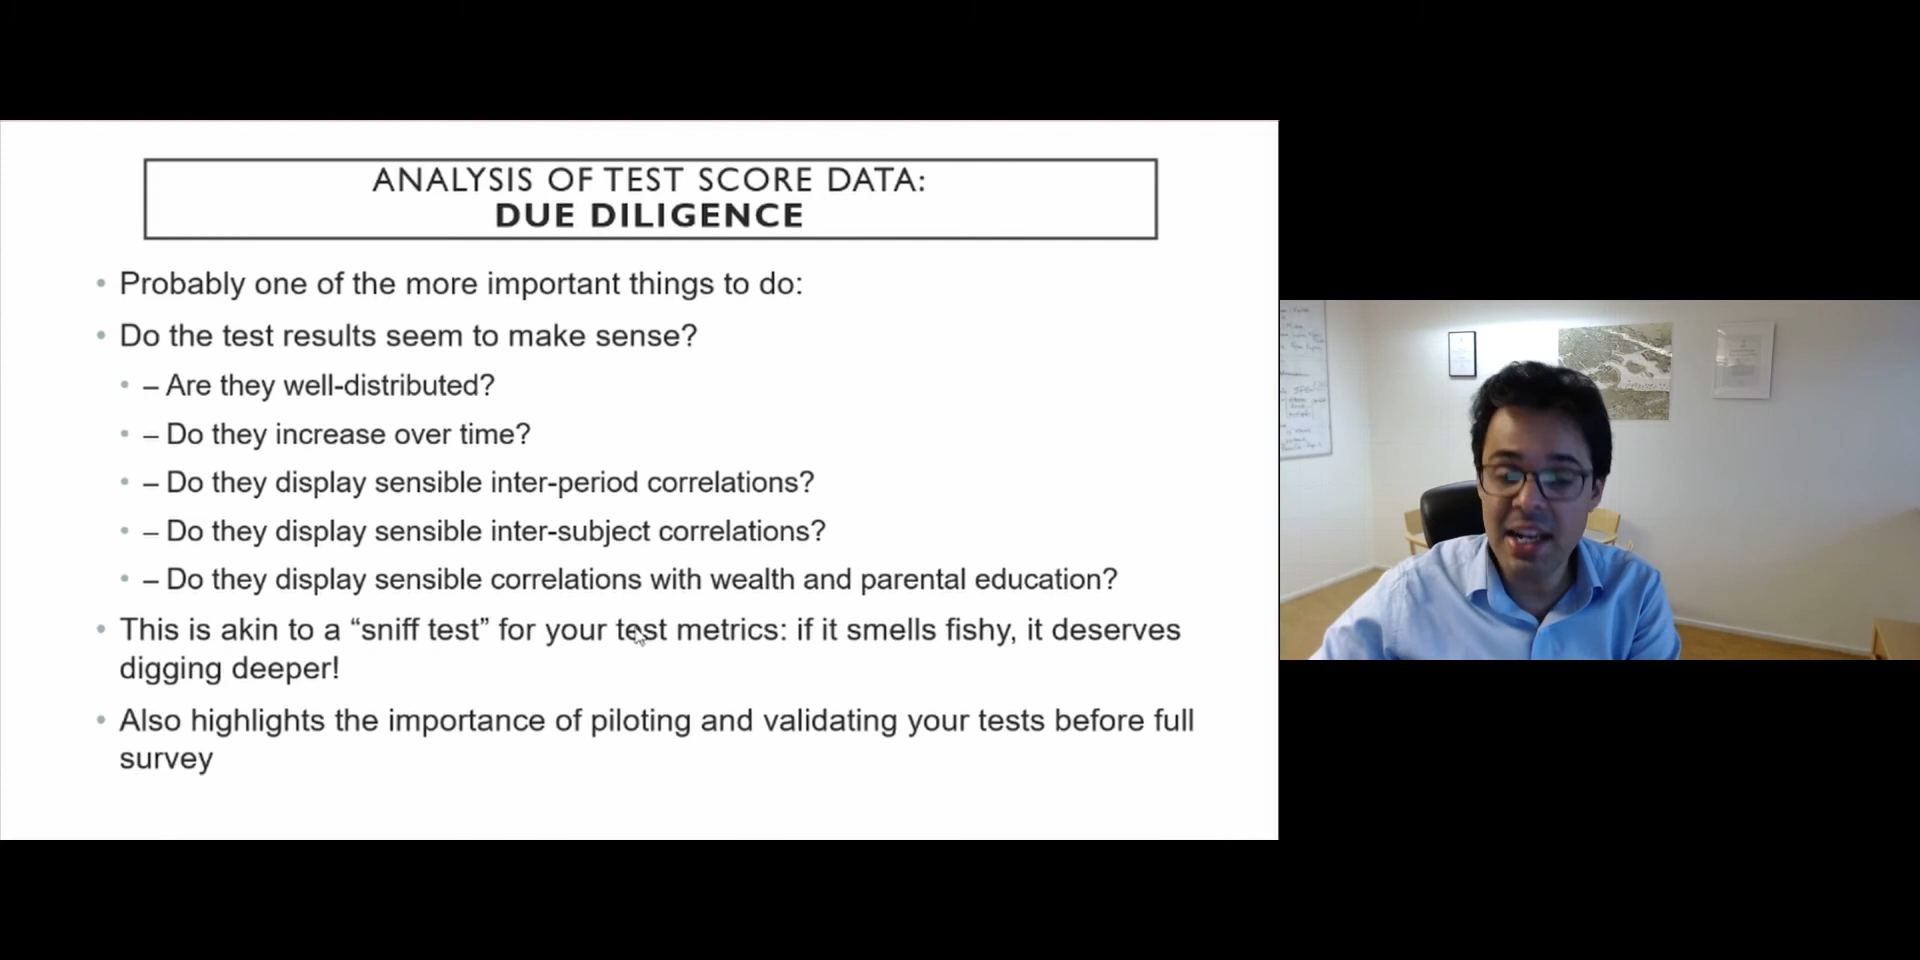 ANALYSIS OF TEST SCORE DATA:
DUE DILIGENCE
• Probably one of the more important things to do:
• Do the test results seem to make sense?
• – Are they well-distributed?
• – Do they increase over time?
• – Do they display sensible inter-period correlations?
• – Do they display sensible inter-subject correlations?
• – Do they display sensible correlations with wealth and parental education?
• This is akin to a “sniff test” for your test metrics: if it smells fishy, it deserves
digging deeper!
• Also highlights the importance of piloting and validating your tests before full
survey